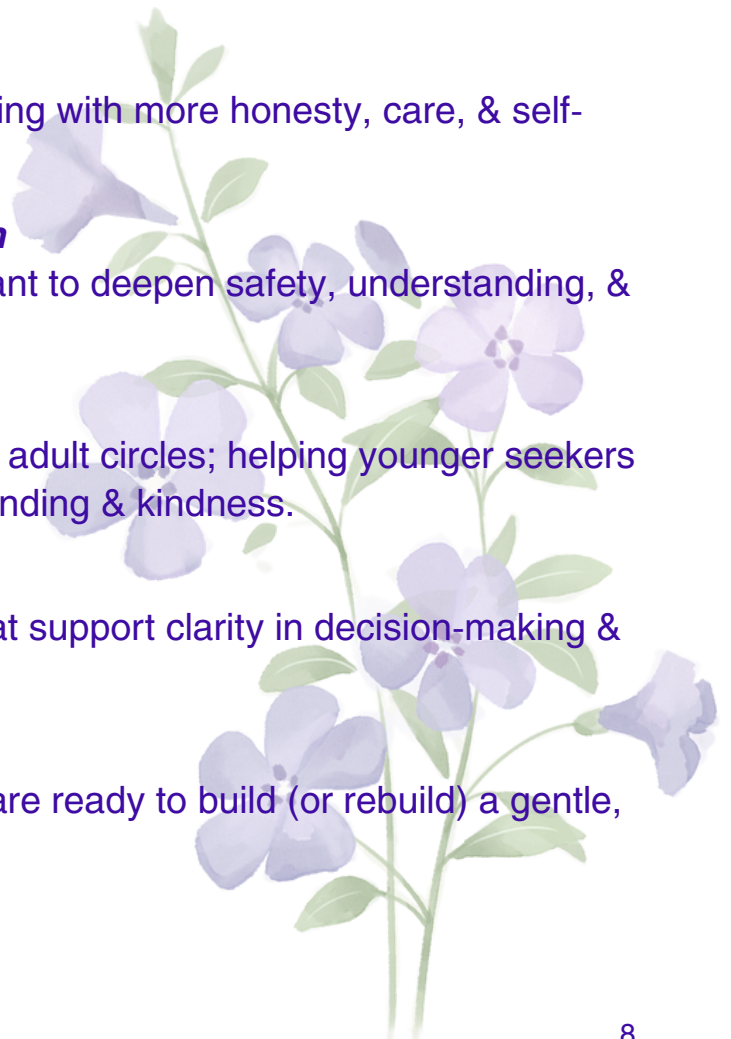 ing with more honesty, care, & self-
n
ant to deepen safety, understanding, &
adult circles; helping younger seekers
nding & kindness.
at support clarity in decision-making &
are ready to build (or rebuild) a gentle,
8